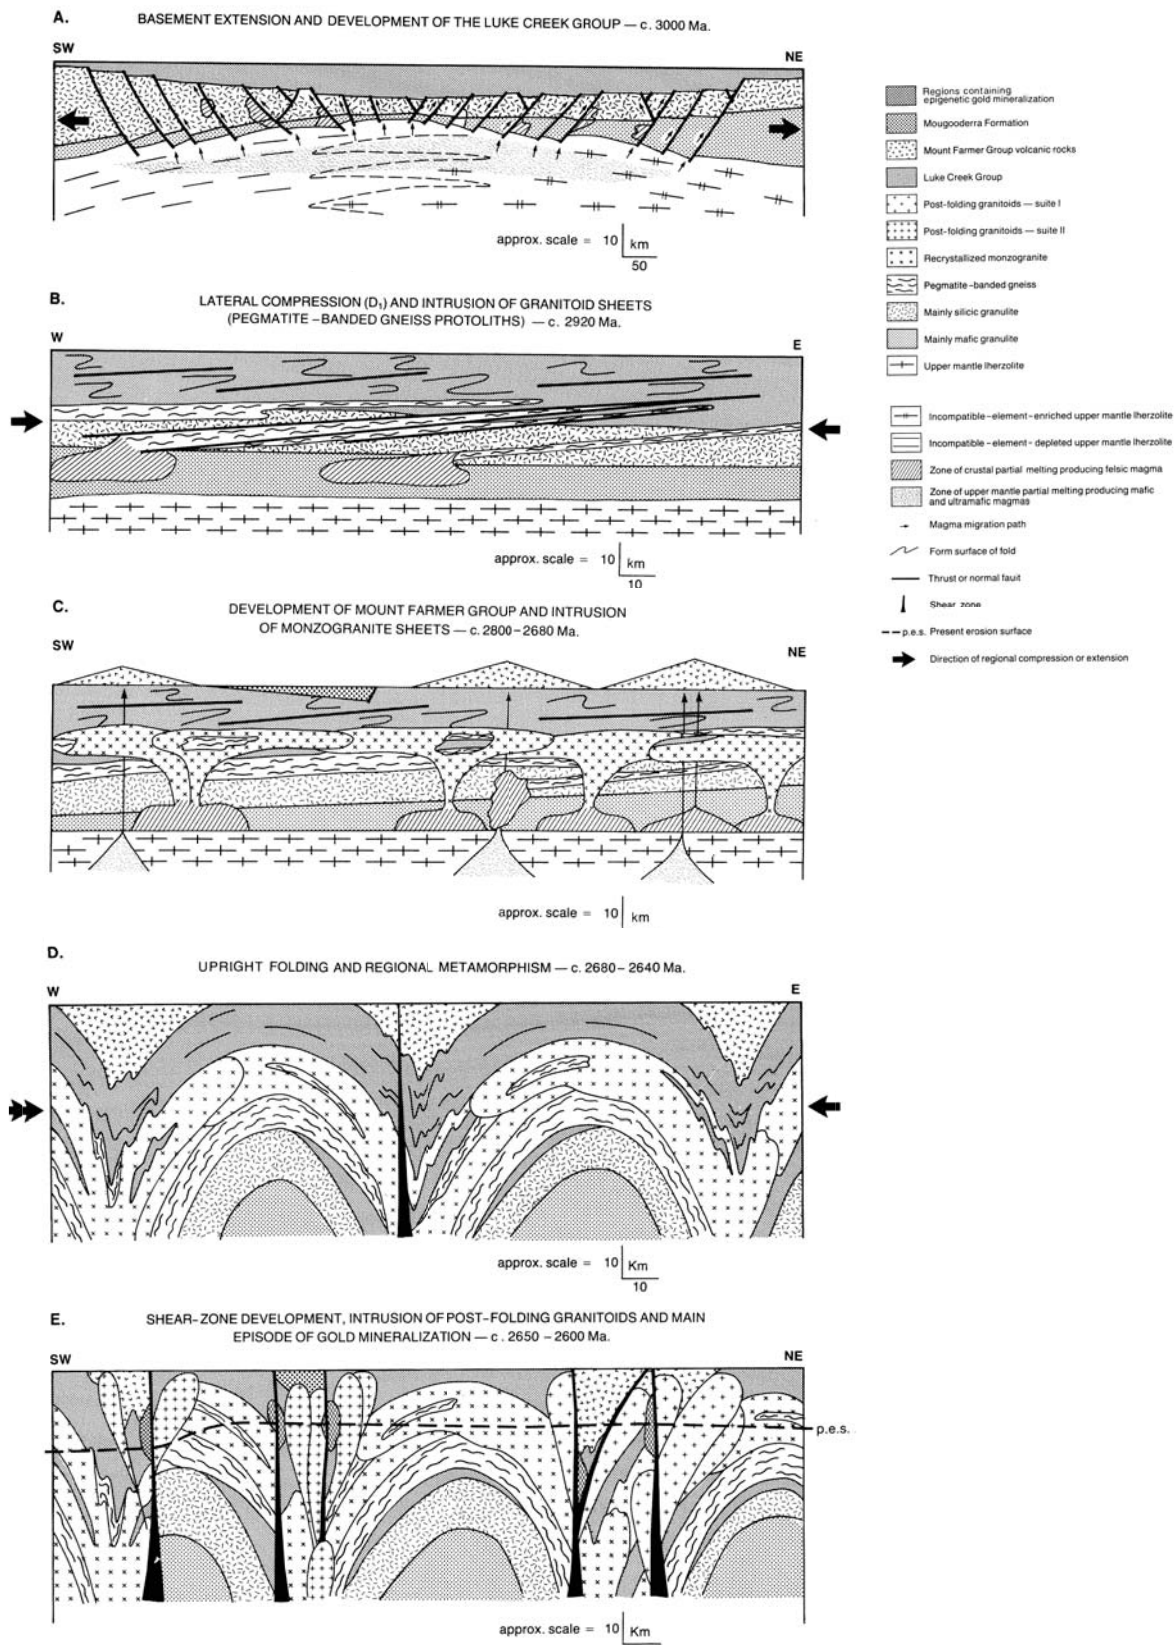 A.
BASEMENT EXTENSION AND DEVELOPMENT OF THE LUKE CREEK GROUP — c. 3000 Ma.
SW
NE
approx. scale = 10 km
50
B.
LATERAL COMPRESSION (D₁) AND INTRUSION OF GRANITOID SHEETS
(PEGMATITE–BANDED GNEISS PROTOLITHS) — c. 2920 Ma.
W
E
approx. scale = 10 km
10
C.
DEVELOPMENT OF MOUNT FARMER GROUP AND INTRUSION
OF MONZOGRANITE SHEETS — c. 2800–2680 Ma.
SW
NE
approx. scale = 10 km
D.
UPRIGHT FOLDING AND REGIONAL METAMORPHISM — c. 2680–2640 Ma.
W
E
approx. scale = 10 Km
10
E.
SHEAR–ZONE DEVELOPMENT, INTRUSION OF POST–FOLDING GRANITOIDS AND MAIN
EPISODE OF GOLD MINERALIZATION — c. 2650–2600 Ma.
SW
NE
p.e.s.
approx. scale = 10 Km
Regions containing
epigenetic gold mineralization
Mougooderra Formation
Mount Farmer Group volcanic rocks
Luke Creek Group
Post-folding granitoids — suite I
Post-folding granitoids — suite II
Recrystallized monzogranite
Pegmatite-banded gneiss
Mainly silicic granulite
Mainly mafic granulite
Upper mantle lherzolite
Incompatible-element-enriched upper mantle lherzolite
Incompatible-element-depleted upper mantle lherzolite
Zone of crustal partial melting producing felsic magma
Zone of upper mantle partial melting producing mafic
and ultramafic magmas
Magma migration path
Form surface of fold
Thrust or normal fault
Shear zone
p.e.s. Present erosion surface
Direction of regional compression or extension